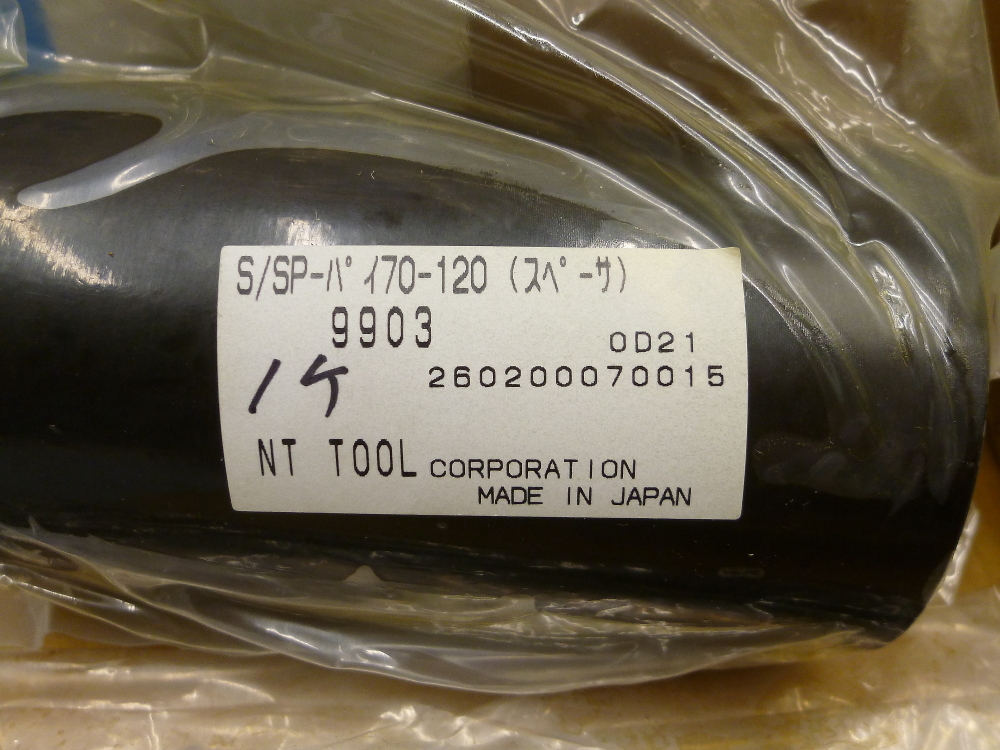 S/SP-ﾊﾟｲ70-120 (ｽﾍﾟｰｻ)
9903
0D21
1ケ
260200070015
NT TOOL CORPORATION
MADE IN JAPAN